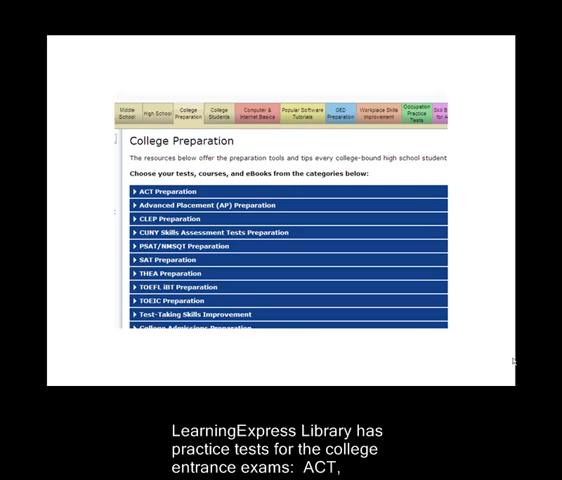 Middle School
High School
College Preparation
College Students
Computer & Internet Basics
Popular Software Tutorials
GED Preparation
Workplace Skills Improvement
Occupation Practice Tests
College Preparation
The resources below offer the preparation tools and tips every college-bound high school student
Choose your tests, courses, and eBooks from the categories below:
ACT Preparation
Advanced Placement (AP) Preparation
CLEP Preparation
CUNY Skills Assessment Tests Preparation
PSAT/NMSQT Preparation
SAT Preparation
THEA Preparation
TOEFL iBT Preparation
TOEIC Preparation
Test-Taking Skills Improvement
College Admissions Preparation
LearningExpress Library has
practice tests for the college
entrance exams: ACT,